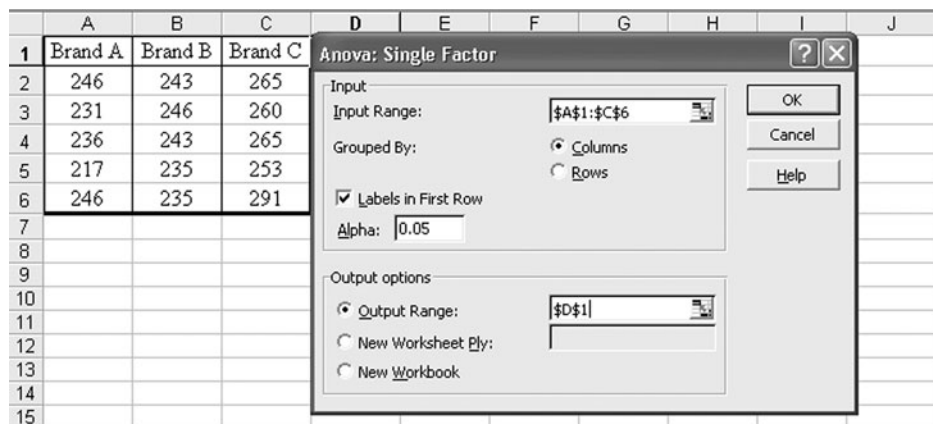 A B C D E F G H I J
1 Brand A Brand B Brand C Anova: Single Factor
2 246 243 265 Input
3 231 246 260 Input Range: $A$1:$C$6 OK
4 236 243 265 Grouped By: Columns Cancel
5 217 235 253 Rows Help
6 246 235 291 Labels in First Row
7 Alpha: 0.05
8
9 Output options
10
11 Output Range: $D$1
12 New Worksheet Ply:
13 New Workbook
14
15